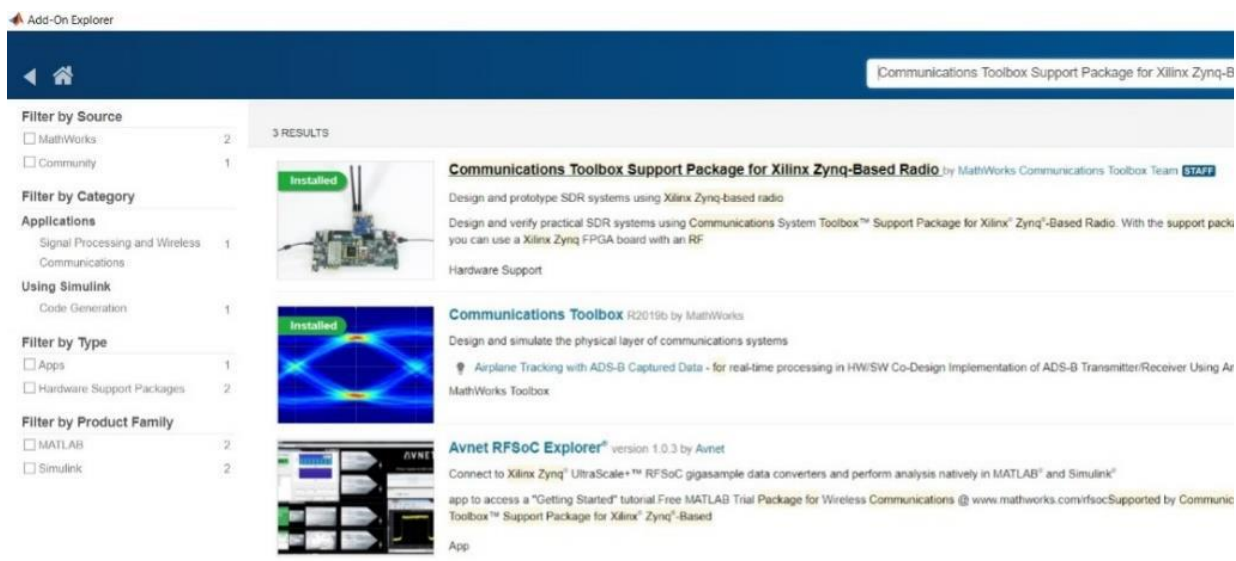 Add-On Explorer
Communications Toolbox Support Package for Xilinx Zynq-B
Filter by Source
MathWorks 2
Community 1
Filter by Category
Applications
Signal Processing and Wireless 1
Communications
Using Simulink
Code Generation 1
Filter by Type
Apps 1
Hardware Support Packages 2
Filter by Product Family
MATLAB 2
Simulink 2
3 RESULTS
Installed
Communications Toolbox Support Package for Xilinx Zynq-Based Radio by MathWorks Communications Toolbox Team STAFF
Design and prototype SDR systems using Xilinx Zynq-based radio
Design and verify practical SDR systems using Communications System Toolbox™ Support Package for Xilinx® Zynq®-Based Radio. With the support packa
you can use a Xilinx Zynq FPGA board with an RF
Hardware Support
Installed
Communications Toolbox R2019b by MathWorks
Design and simulate the physical layer of communications systems
Airplane Tracking with ADS-B Captured Data - for real-time processing in HW/SW Co-Design Implementation of ADS-B Transmitter/Receiver Using An
MathWorks Toolbox
AVNET
Avnet RFSoC Explorer® version 1.0.3 by Avnet
Connect to Xilinx Zynq® UltraScale+™ RFSoC gigasample data converters and perform analysis natively in MATLAB® and Simulink®
app to access a "Getting Started" tutorial.Free MATLAB Trial Package for Wireless Communications @ www.mathworks.com/rfsocSupported by Communic
Toolbox™ Support Package for Xilinx® Zynq®-Based
App